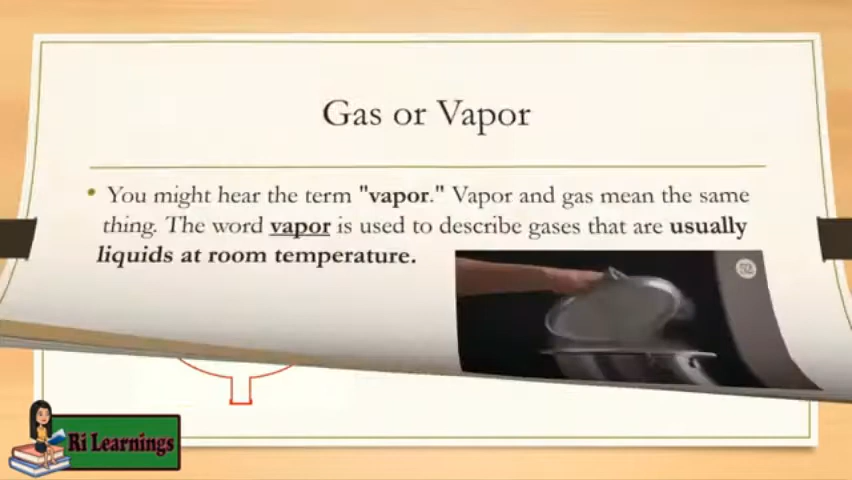 Gas or Vapor
• You might hear the term "vapor." Vapor and gas mean the same
thing. The word vapor is used to describe gases that are usually
liquids at room temperature.
52
Ri Learnings